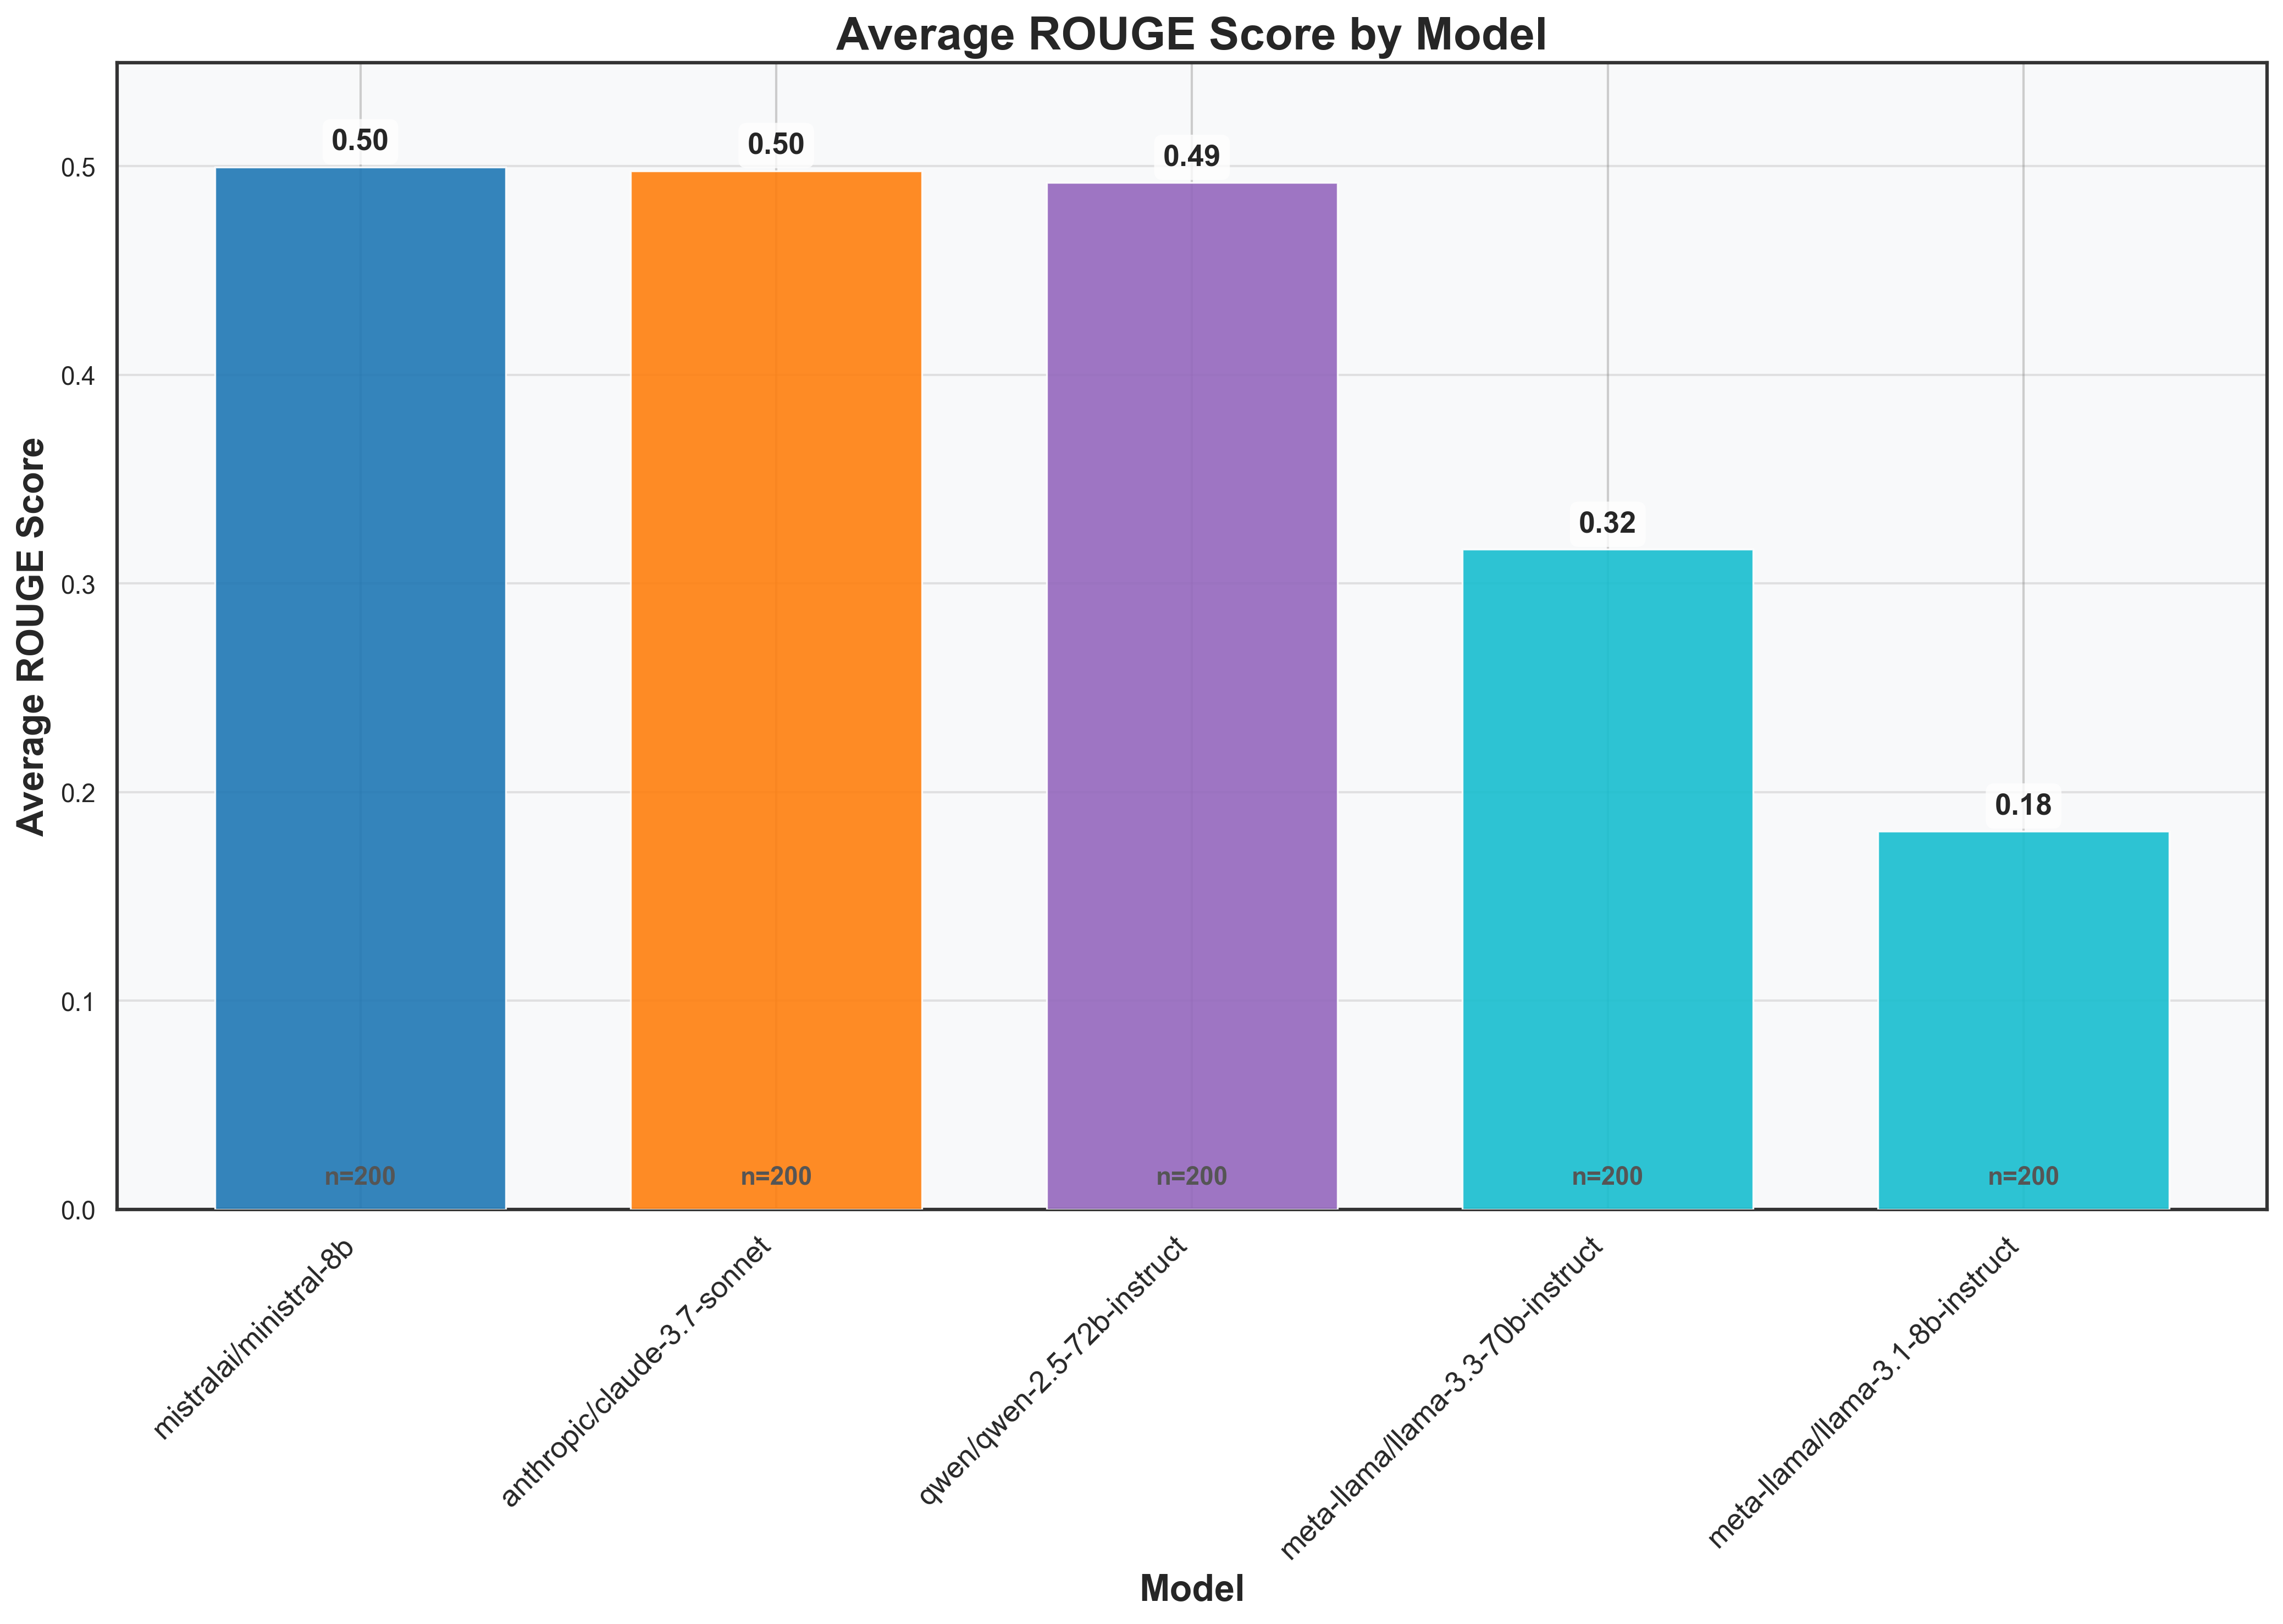 Average ROUGE Score by Model
Average ROUGE Score
0.5
0.4
0.3
0.2
0.1
0.0
0.50
0.50
0.49
0.32
0.18
n=200
n=200
n=200
n=200
n=200
mistralai/ministral-8b
anthropic/claude-3.7-sonnet
qwen/qwen-2.5-72b-instruct
meta-llama/llama-3.3-70b-instruct
meta-llama/llama-3.1-8b-instruct
Model